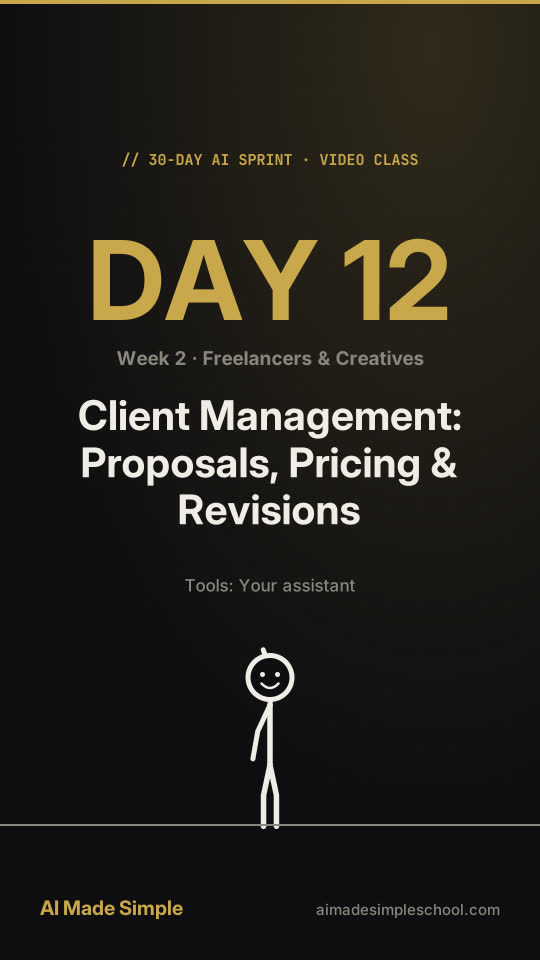 // 30-DAY AI SPRINT · VIDEO CLASS
DAY 12
Week 2 · Freelancers & Creatives
Client Management:
Proposals, Pricing &
Revisions
Tools: Your assistant
AI Made Simple
aimadesimpleschool.com